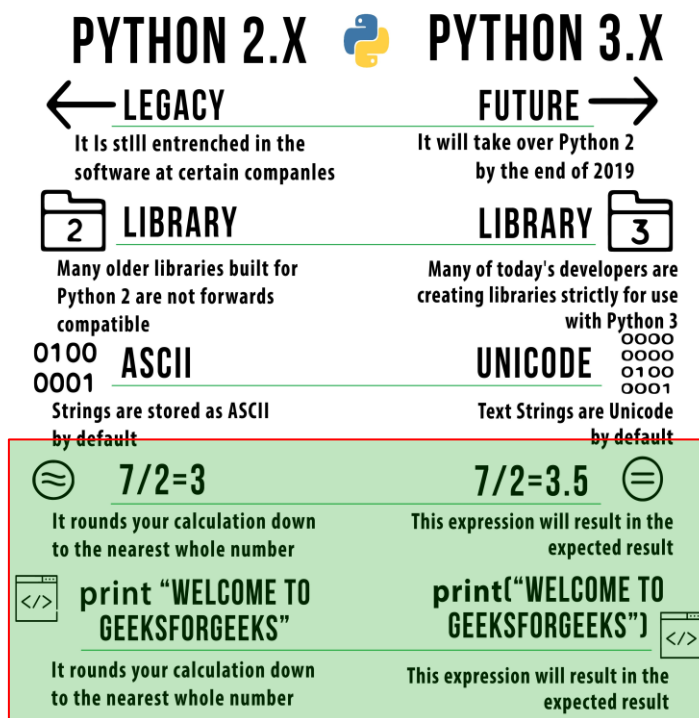 PYTHON 2.X PYTHON 3.X
LEGACY
It Is stIll entrenched in the
software at certain companIes
FUTURE
It will take over Python 2
by the end of 2019
2 LIBRARY
Many older libraries built for
Python 2 are not forwards
compatible
LIBRARY 3
Many of today's developers are
creating libraries strictly for use
with Python 3
0100
0001
ASCII
Strings are stored as ASCII
by default
UNICODE
0000
0000
0100
0001
Text Strings are Unicode
by default
≈ 7/2=3
It rounds your calculation down
to the nearest whole number
7/2=3.5 =
This expression will result in the
expected result
</> print “WELCOME TO
GEEKSFORGEEKS”
It rounds your calculation down
to the nearest whole number
print(“WELCOME TO
GEEKSFORGEEKS”) </>
This expression will result in the
expected result